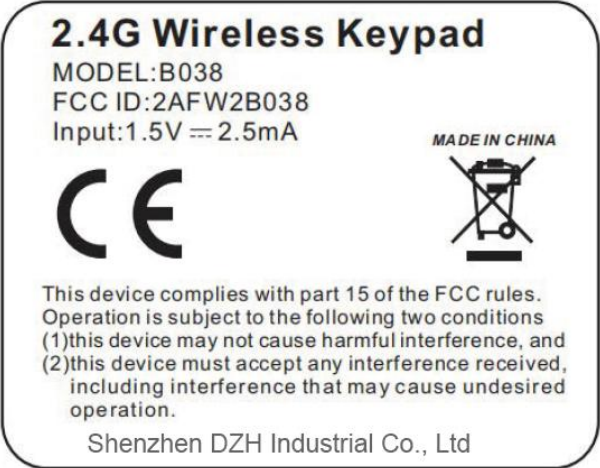 2.4G Wireless Keypad
MODEL:B038
FCC ID:2AFW2B038
Input:1.5V ⎓ 2.5mA
MADE IN CHINA
CE
This device complies with part 15 of the FCC rules.
Operation is subject to the following two conditions
(1)this device may not cause harmful interference, and
(2)this device must accept any interference received,
including interference that may cause undesired
operation.
Shenzhen DZH Industrial Co., Ltd